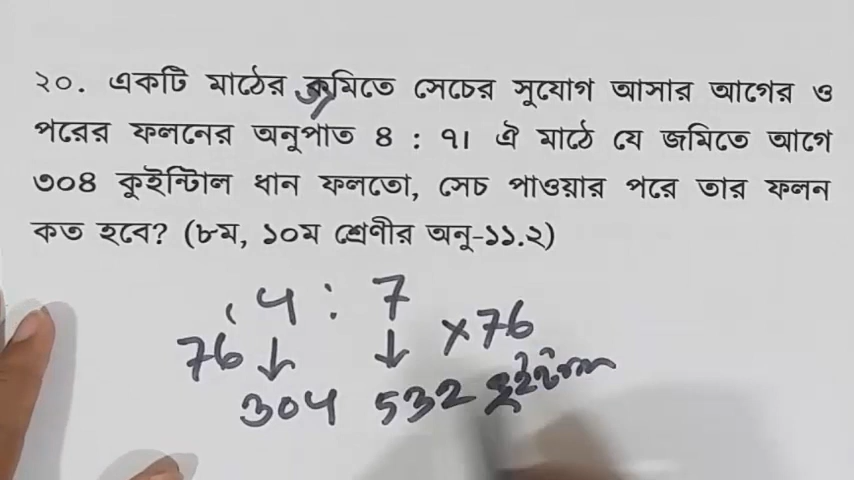 ২০. একটি মাঠের জমিতে সেচের সুযোগ আসার আগের ও
পরের ফলনের অনুপাত ৪ : ৭। ঐ মাঠে যে জমিতে আগে
৩০৪ কুইন্টাল ধান ফলতো, সেচ পাওয়ার পরে তার ফলন
কত হবে? (৮ম, ১০ম শ্রেণীর অনু-১১.২)
4 : 7
76 ↓ ↓ ×76
304 532 কুইন্টাল